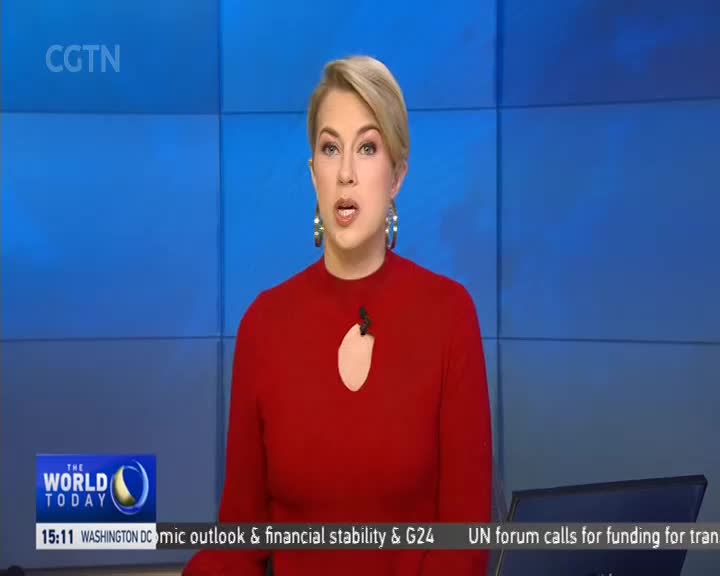 CGTN
THE
WORLD
TODAY
15:11 WASHINGTON DC omic outlook & financial stability & G24 UN forum calls for funding for tran